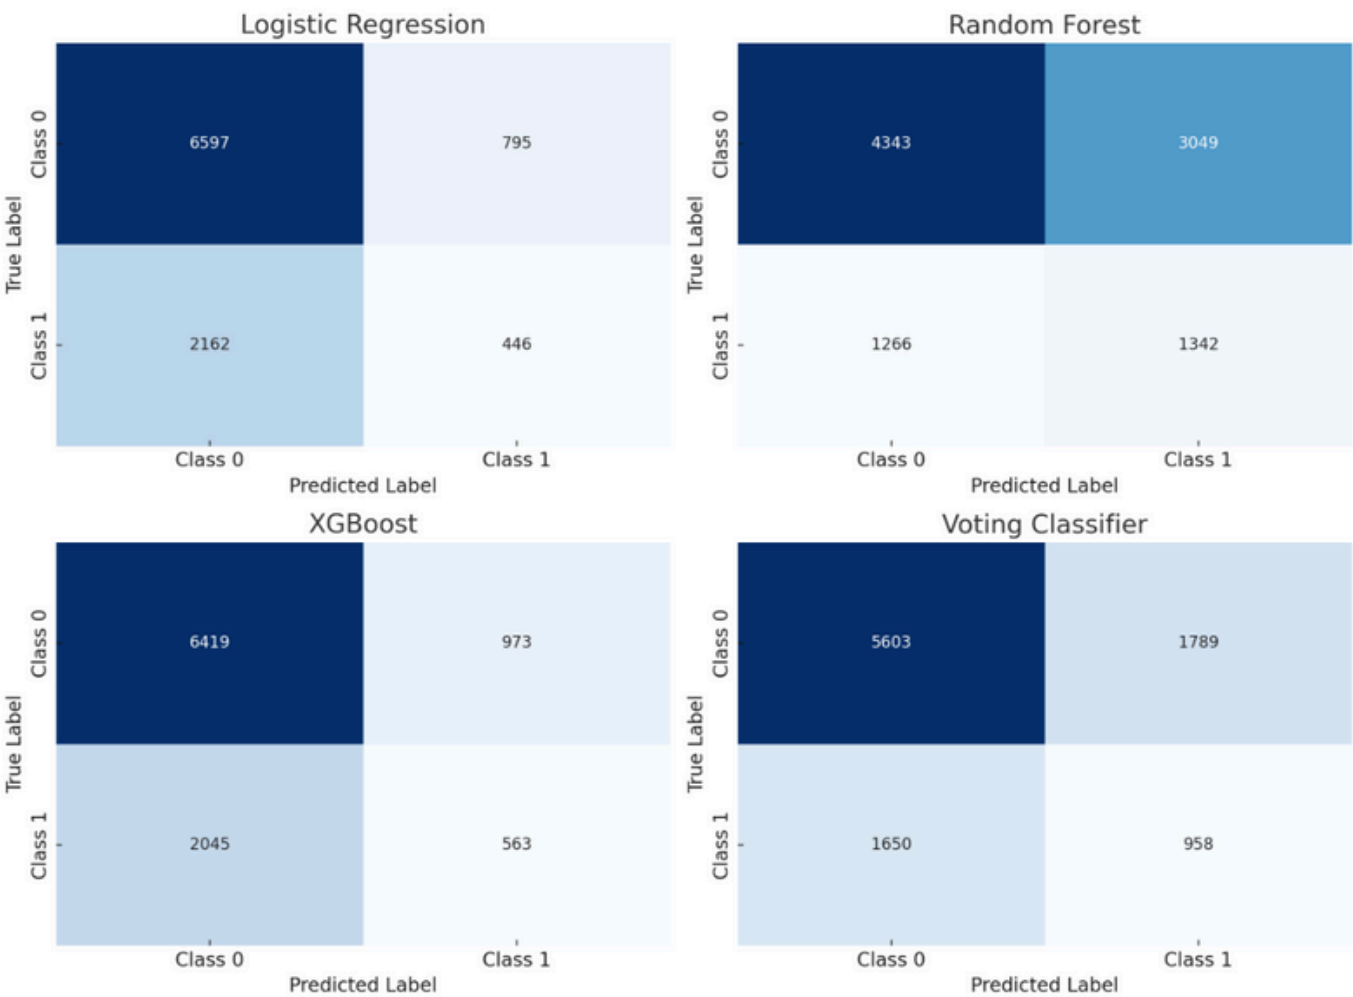 Logistic Regression
True Label
Class 0
6597
795
Class 1
2162
446
Class 0
Class 1
Predicted Label
Random Forest
True Label
Class 0
4343
3049
Class 1
1266
1342
Class 0
Class 1
Predicted Label
XGBoost
True Label
Class 0
6419
973
Class 1
2045
563
Class 0
Class 1
Predicted Label
Voting Classifier
True Label
Class 0
5603
1789
Class 1
1650
958
Class 0
Class 1
Predicted Label